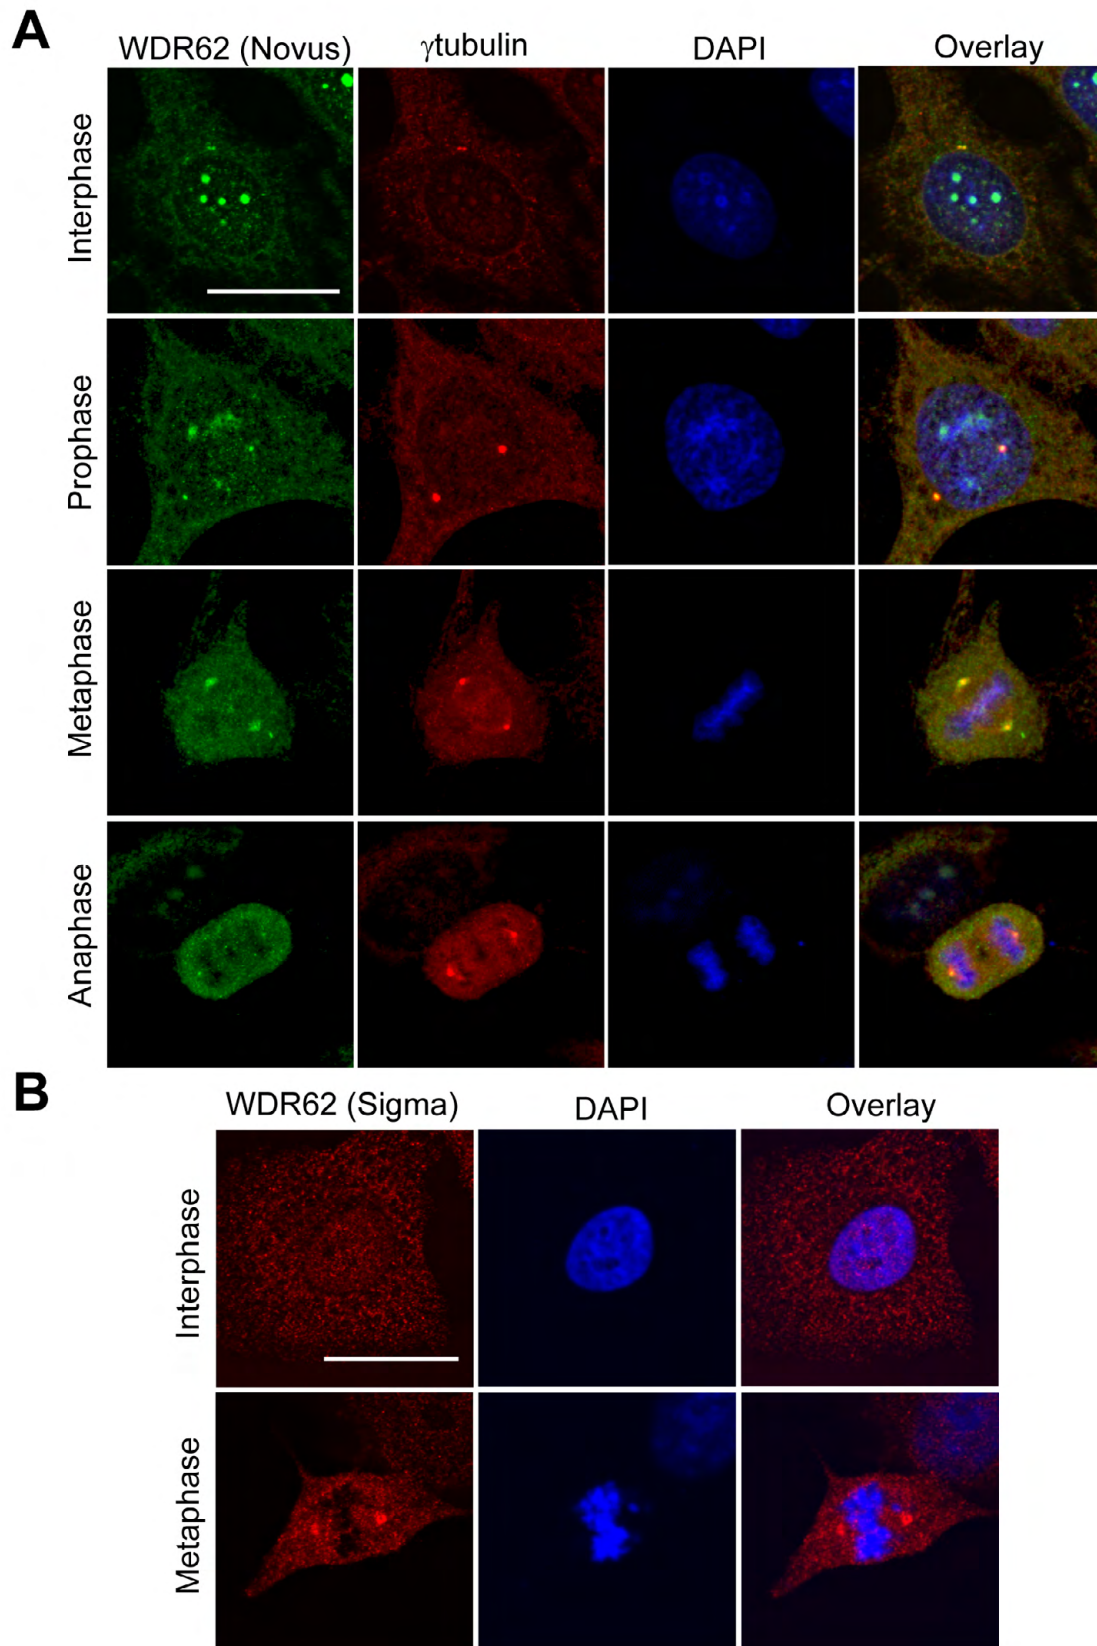 A
WDR62 (Novus) γtubulin DAPI Overlay
Interphase
Prophase
Metaphase
Anaphase
B
WDR62 (Sigma) DAPI Overlay
Interphase
Metaphase